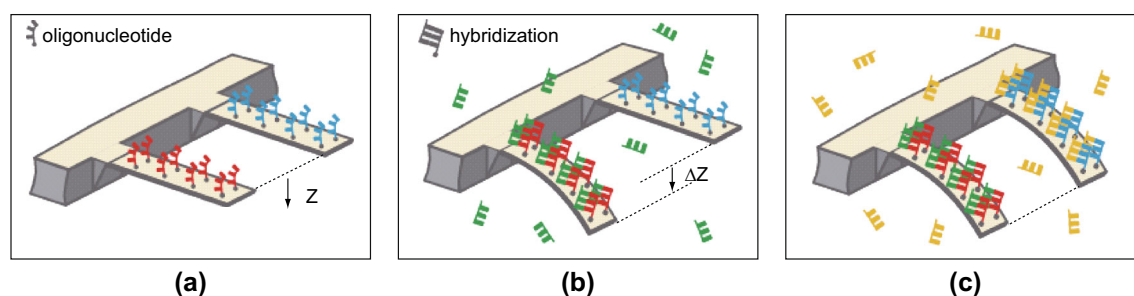 oligonucleotide
Z
(a)
hybridization
ΔZ
(b)
(c)